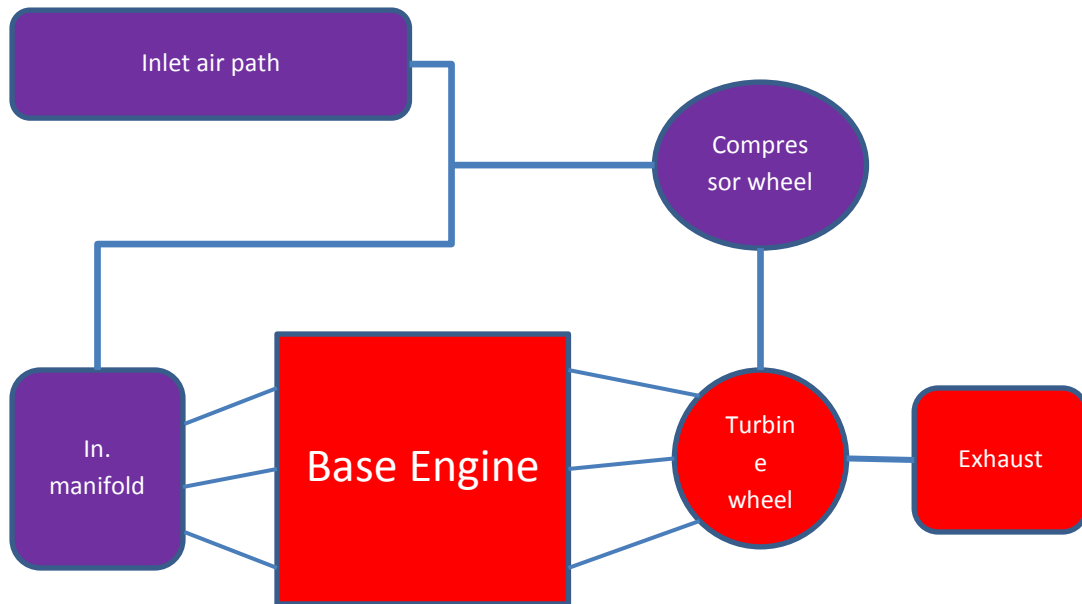 Inlet air path
Compres
sor wheel
In.
manifold
Base Engine
Turbin
e
wheel
Exhaust